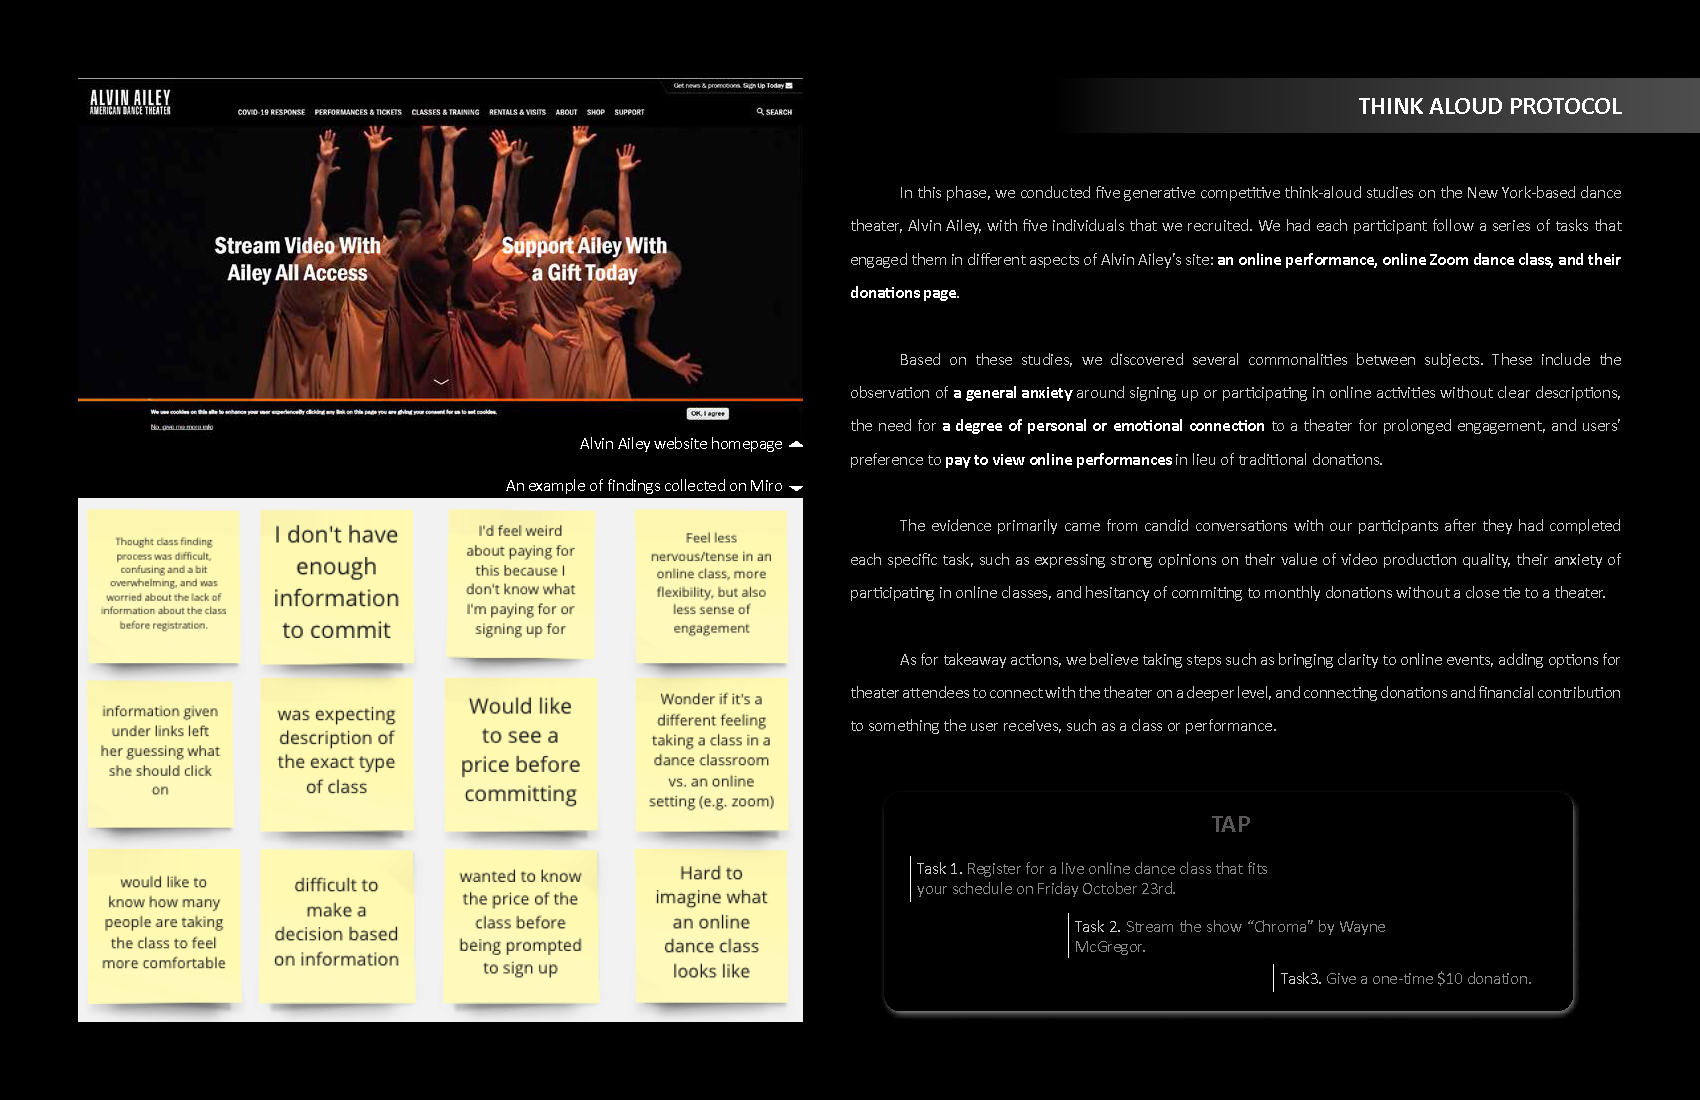 ALVIN AILEY
AMERICAN DANCE THEATER
Get news & promotions. Sign Up Today
COVID-19 RESPONSE PERFORMANCES & TICKETS CLASSES & TRAINING RENTALS & VISITS ABOUT SHOP SUPPORT
SEARCH
Stream Video With
Ailey All Access
Support Ailey With
a Gift Today
We use cookies on this site to enhance your user experienceBy clicking any link on this page you are giving your consent for us to set cookies.
No, give me more info
OK, I agree
Alvin Ailey website homepage
An example of findings collected on Miro
Thought class finding
process was difficult,
confusing and a bit
overwhelming, and was
worried about the lack of
information about the class
before registration.
I don't have
enough
information
to commit
I'd feel weird
about paying for
this because I
don't know what
I'm paying for or
signing up for
Feel less
nervous/tense in an
online class, more
flexibility, but also
less sense of
engagement
information given
under links left
her guessing what
she should click
on
was expecting
description of
the exact type
of class
Would like
to see a
price before
committing
Wonder if it's a
different feeling
taking a class in a
dance classroom
vs. an online
setting (e.g. zoom)
would like to
know how many
people are taking
the class to feel
more comfortable
difficult to
make a
decision based
on information
wanted to know
the price of the
class before
being prompted
to sign up
Hard to
imagine what
an online
dance class
looks like
THINK ALOUD PROTOCOL
In this phase, we conducted five generative competitive think-aloud studies on the New York-based dance
theater, Alvin Ailey, with five individuals that we recruited. We had each participant follow a series of tasks that
engaged them in different aspects of Alvin Ailey's site: an online performance, online Zoom dance class, and their
donations page.
Based on these studies, we discovered several commonalities between subjects. These include the
observation of a general anxiety around signing up or participating in online activities without clear descriptions,
the need for a degree of personal or emotional connection to a theater for prolonged engagement, and users'
preference to pay to view online performances in lieu of traditional donations.
The evidence primarily came from candid conversations with our participants after they had completed
each specific task, such as expressing strong opinions on their value of video production quality, their anxiety of
participating in online classes, and hesitancy of commiting to monthly donations without a close tie to a theater.
As for takeaway actions, we believe taking steps such as bringing clarity to online events, adding options for
theater attendees to connect with the theater on a deeper level, and connecting donations and financial contribution
to something the user receives, such as a class or performance.
TAP
Task 1. Register for a live online dance class that fits
your schedule on Friday October 23rd.
Task 2. Stream the show “Chroma” by Wayne
McGregor.
Task3. Give a one-time $10 donation.